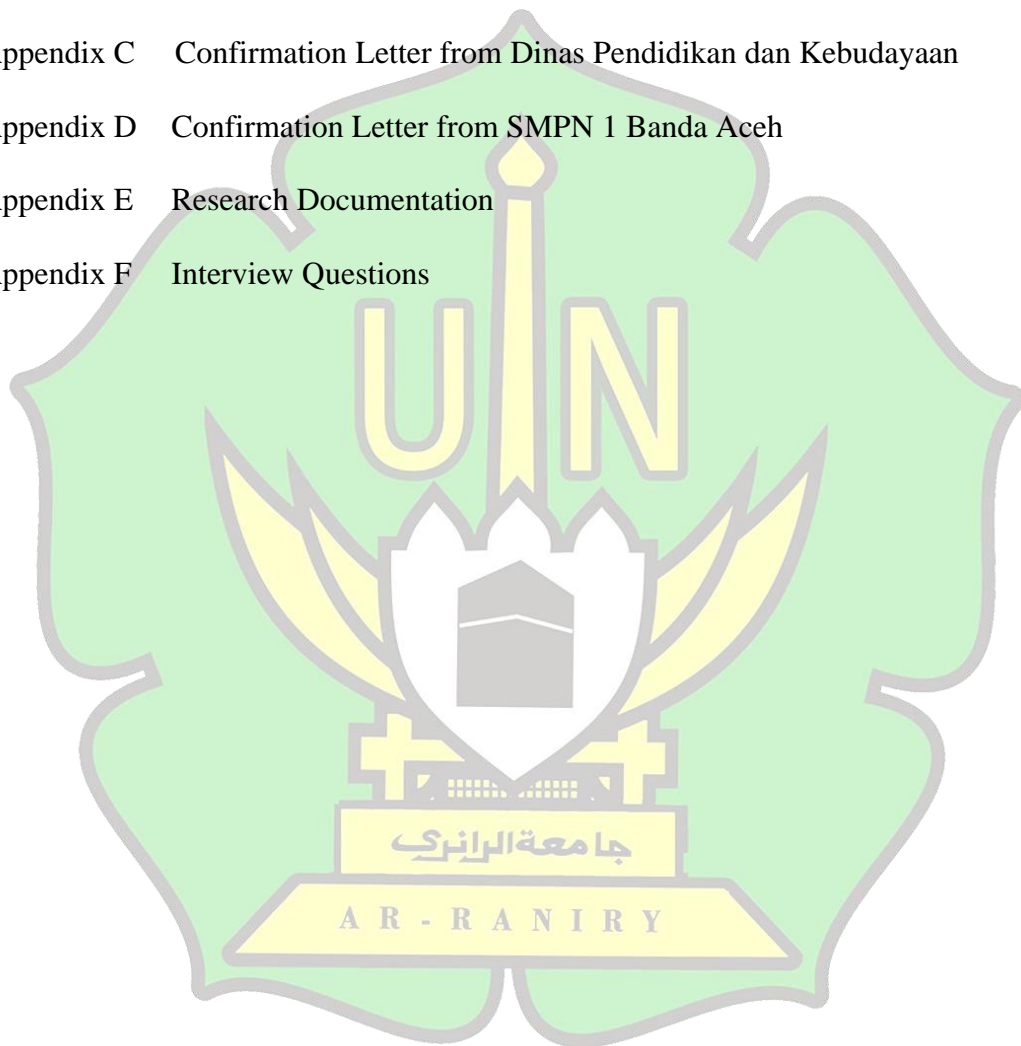 ppendix C Confirmation Letter from Dinas Pendidikan dan Kebudayaan
ppendix D Confirmation Letter from SMPN 1 Banda Aceh
ppendix E Research Documentation
ppendix F Interview Questions
UIN
جامعة الرانري
AR-RANIRY